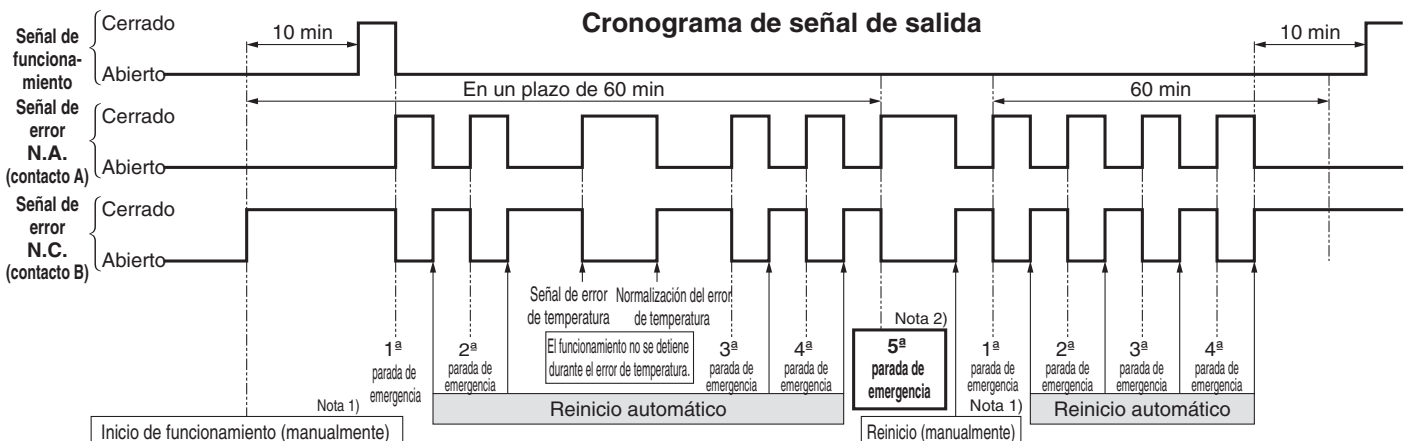 Cronograma de señal de salida
Señal de
funciona-
miento
Cerrado
Abierto
10 min
10 min
Señal de
error
N.A.
(contacto A)
Cerrado
Abierto
En un plazo de 60 min
60 min
Señal de
error
N.C.
(contacto B)
Cerrado
Abierto
Señal de error
de temperatura
Normalización del error
de temperatura
El funcionamiento no se detiene
durante el error de temperatura.
1ª
parada de
emergencia
2ª
parada de
emergencia
3ª
parada de
emergencia
4ª
parada de
emergencia
Nota 2)
5ª
parada de
emergencia
1ª
parada de
emergencia
2ª
parada de
emergencia
3ª
parada de
emergencia
4ª
parada de
emergencia
Reinicio automático
Reinicio automático
Nota 1)
Inicio de funcionamiento (manualmente)
Nota 1)
Reinicio (manualmente)